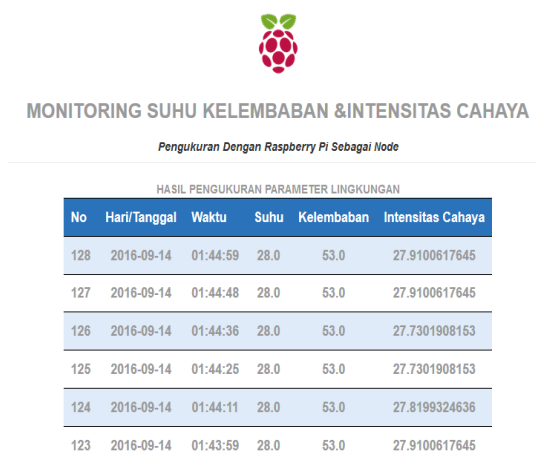 MONITORING SUHU KELEMBABAN &INTENSITAS CAHAYA
Pengukuran Dengan Raspberry Pi Sebagai Node
HASIL PENGUKURAN PARAMETER LINGKUNGAN
No Hari/Tanggal Waktu Suhu Kelembaban Intensitas Cahaya
128 2016-09-14 01:44:59 28.0 53.0 27.9100617645
127 2016-09-14 01:44:48 28.0 53.0 27.9100617645
126 2016-09-14 01:44:36 28.0 53.0 27.7301908153
125 2016-09-14 01:44:25 28.0 53.0 27.7301908153
124 2016-09-14 01:44:11 28.0 53.0 27.8199324636
123 2016-09-14 01:43:59 28.0 53.0 27.9100617645